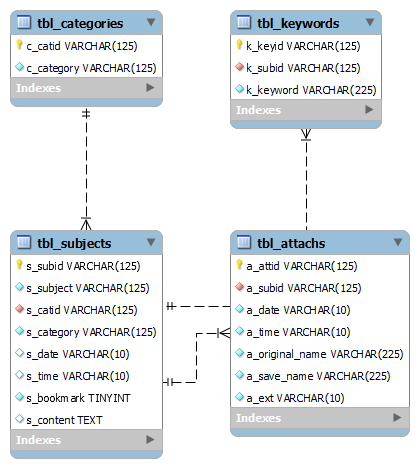 tbl_categories
c_catid VARCHAR(125)
c_category VARCHAR(125)
Indexes
tbl_keywords
k_keyid VARCHAR(125)
k_subid VARCHAR(125)
k_keyword VARCHAR(225)
Indexes
tbl_subjects
s_subid VARCHAR(125)
s_subject VARCHAR(125)
s_catid VARCHAR(125)
s_category VARCHAR(125)
s_date VARCHAR(10)
s_time VARCHAR(10)
s_bookmark TINYINT
s_content TEXT
Indexes
tbl_attachs
a_attid VARCHAR(125)
a_subid VARCHAR(125)
a_date VARCHAR(10)
a_time VARCHAR(10)
a_original_name VARCHAR(225)
a_save_name VARCHAR(225)
a_ext VARCHAR(10)
Indexes